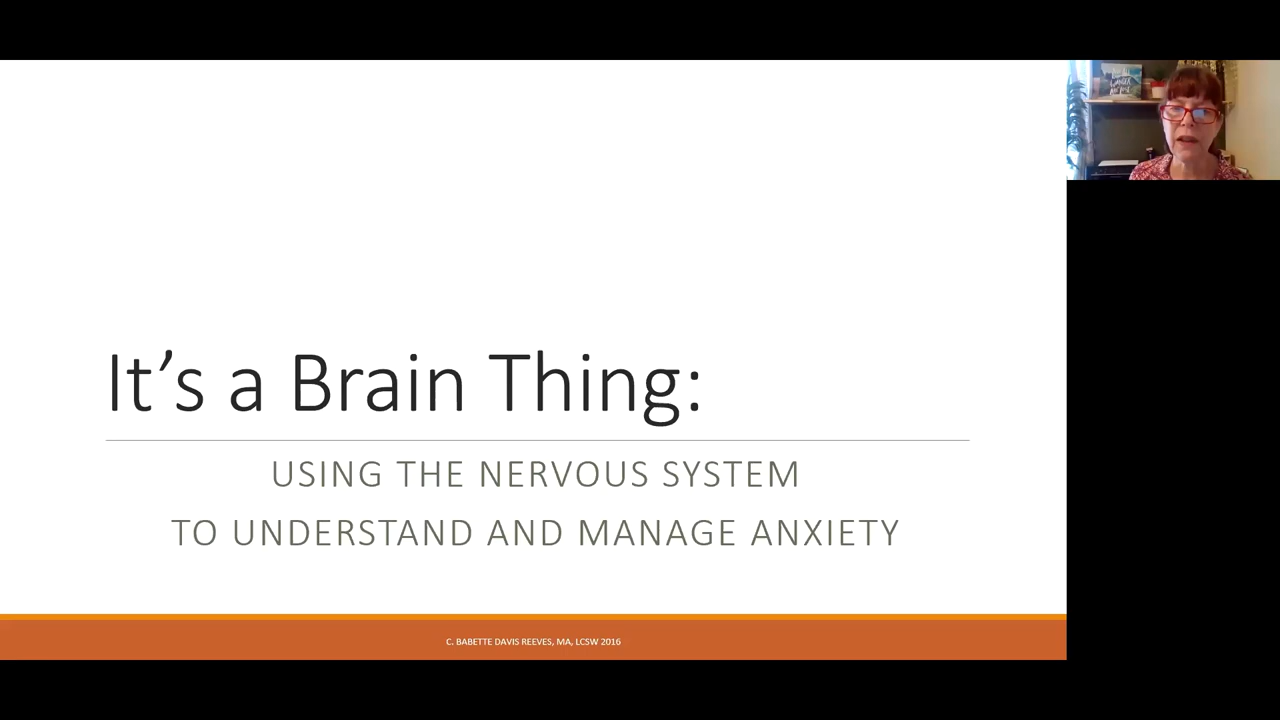 It’s a Brain Thing:
USING THE NERVOUS SYSTEM
TO UNDERSTAND AND MANAGE ANXIETY
C. BABETTE DAVIS REEVES, MA, LCSW 2016